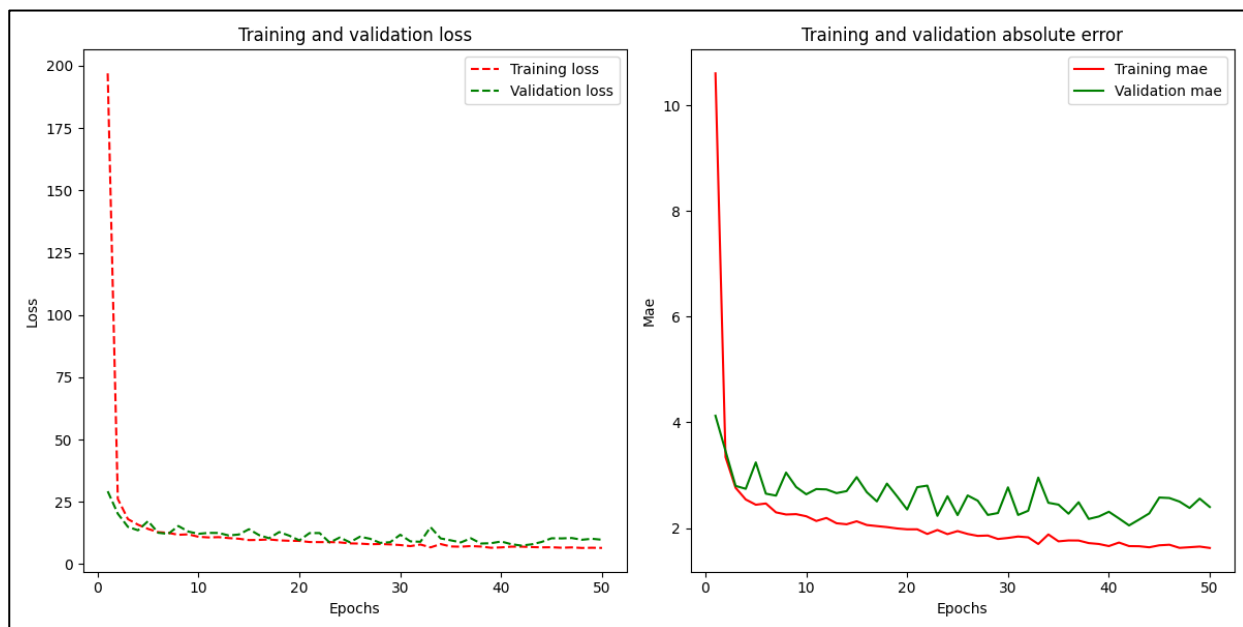 Training and validation loss
200
175
150
125
100
75
50
25
0
Loss
Training loss
Validation loss
0 10 20 30 40 50
Epochs
Training and validation absolute error
10
8
6
4
2
Mae
Training mae
Validation mae
0 10 20 30 40 50
Epochs